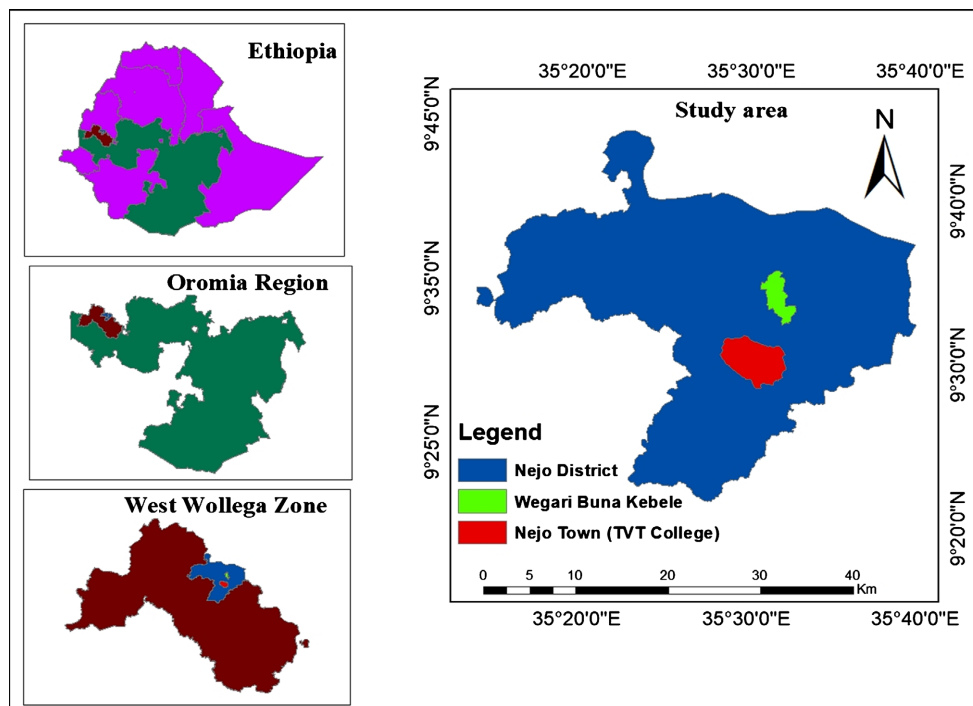 Ethiopia
Oromia Region
West Wollega Zone
35°20'0"E 35°30'0"E 35°40'0"E
Study area
N
9°45'0"N
9°35'0"N
9°25'0"N
9°40'0"N
9°30'0"N
9°20'0"N
Legend
Nejo District
Wegari Buna Kebele
Nejo Town (TVT College)
0 5 10 20 30 40
Km
35°20'0"E 35°30'0"E 35°40'0"E